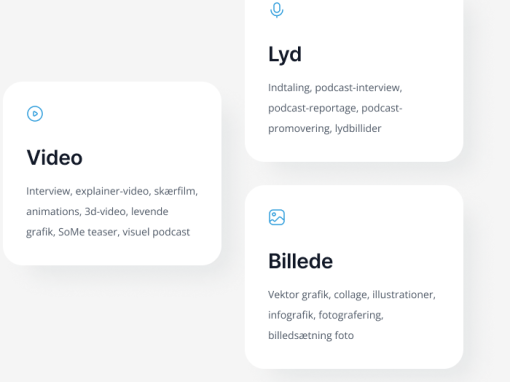 Video
Interview, explainer-video, skærfilm,
animations, 3d-video, levende
grafik, SoMe teaser, visuel podcast
Lyd
Indtaling, podcast-interview,
podcast-reportage, podcast-
promovering, lydbillider
Billede
Vektor grafik, collage, illustrationer,
infografik, fotografering,
billedsætning foto